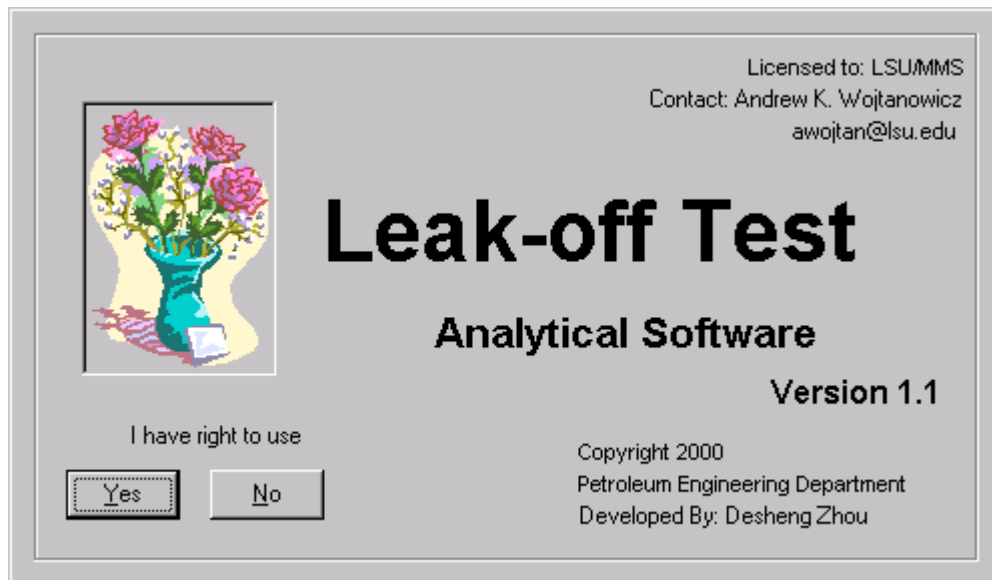 Licensed to: LSU/MMS
Contact: Andrew K. Wojtanowicz
awojtan@lsu.edu
Leak-off Test
Analytical Software
Version 1.1
I have right to use
Yes
No
Copyright 2000
Petroleum Engineering Department
Developed By: Desheng Zhou